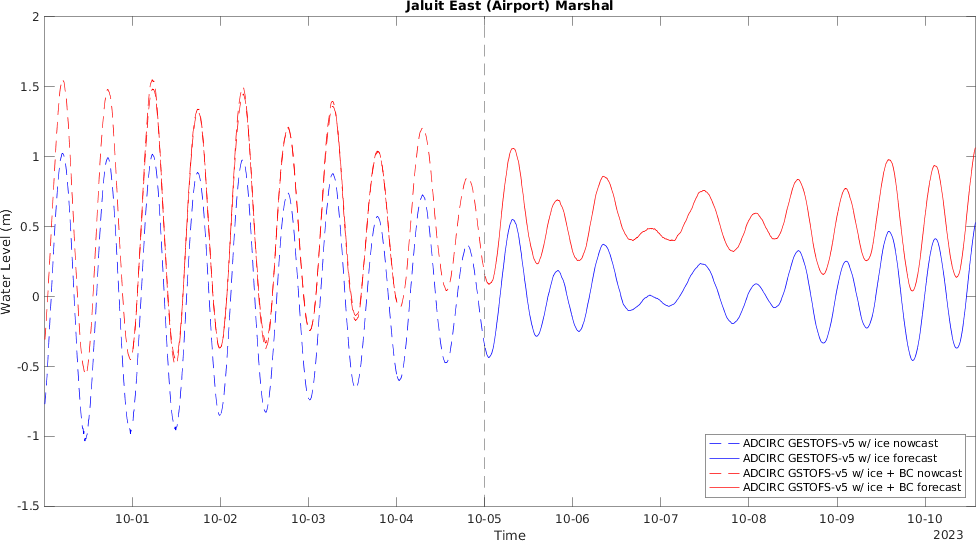 Jaluit East (Airport) Marshal
2
1.5
1
0.5
0
-0.5
-1
-1.5
Water Level (m)
10-01 10-02 10-03 10-04 10-05 10-06 10-07 10-08 10-09 10-10
Time
2023
ADCIRC GESTOFS-v5 w/ ice nowcast
ADCIRC GESTOFS-v5 w/ ice forecast
ADCIRC GSTOFS-v5 w/ ice + BC nowcast
ADCIRC GSTOFS-v5 w/ ice + BC forecast